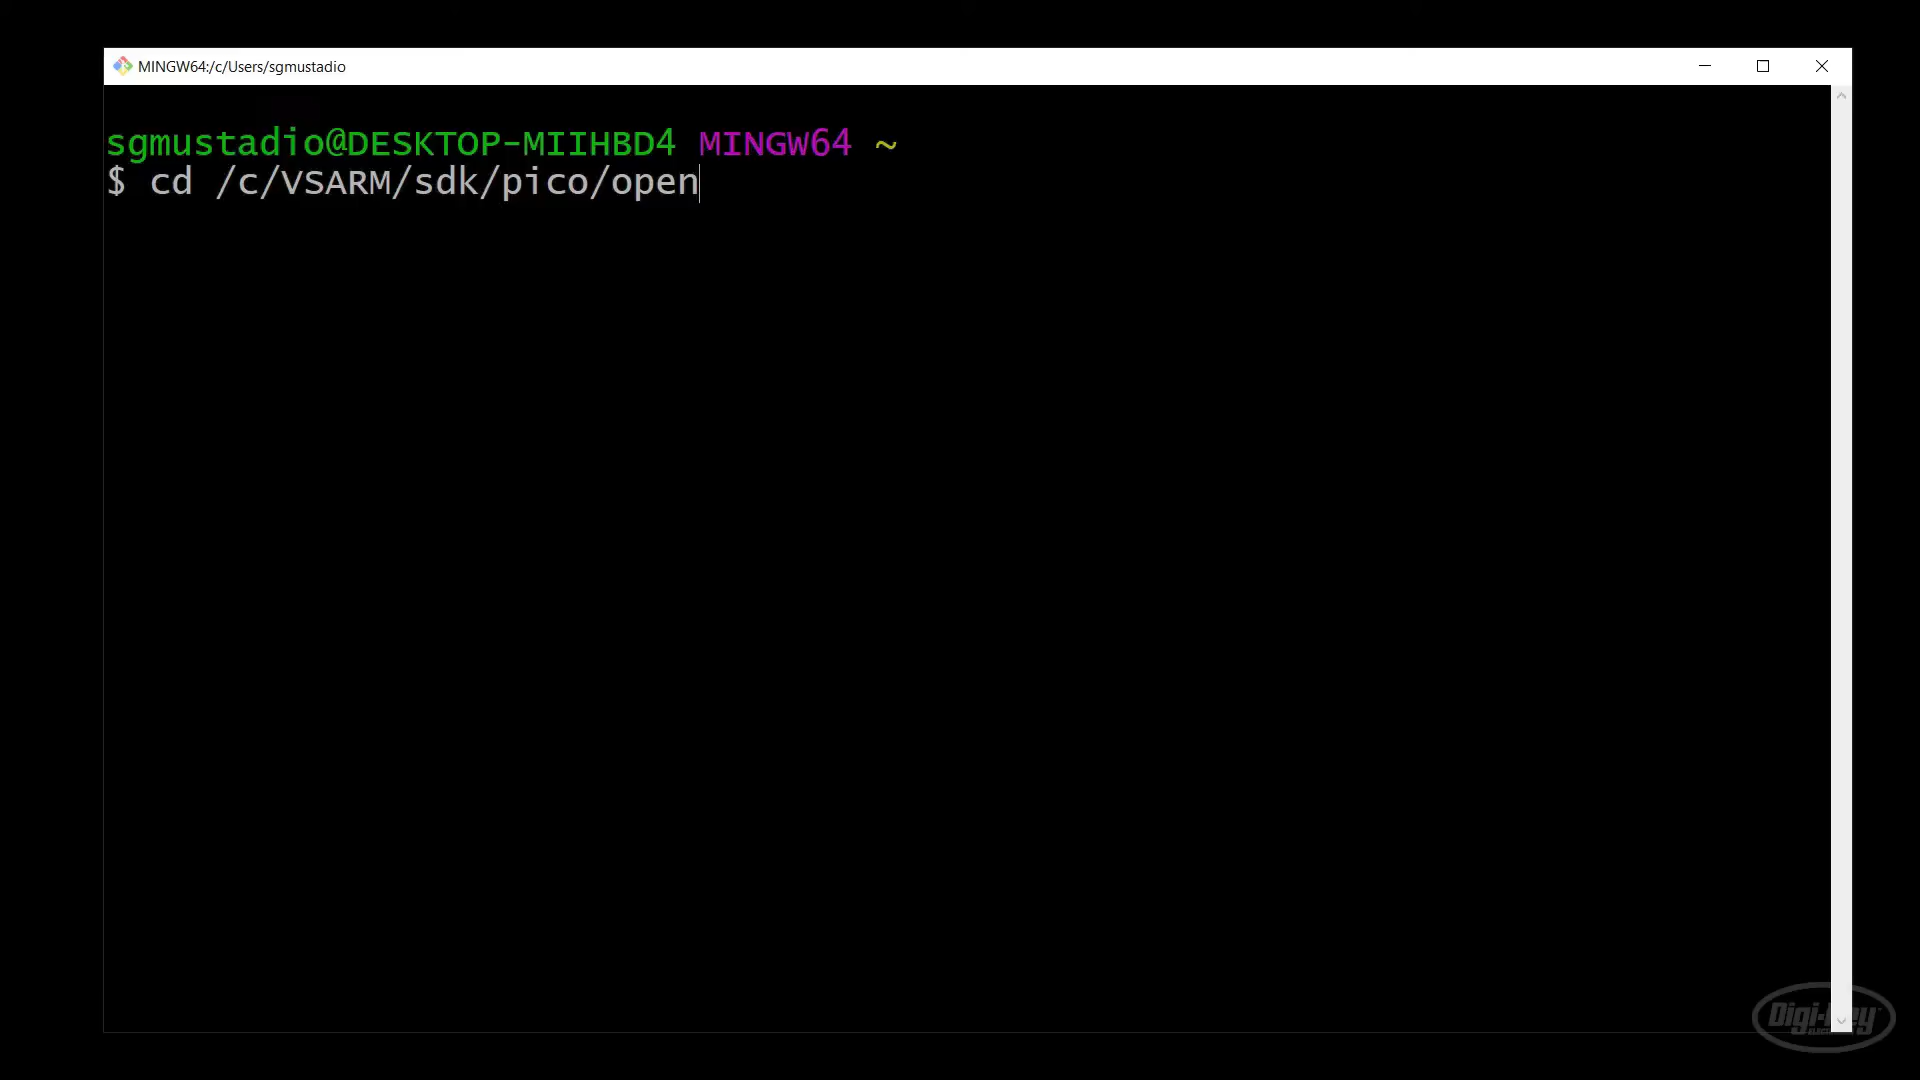 MINGW64:/c/Users/sgmustadio
sgmustadio@DESKTOP-MIIHBD4 MINGW64 ~
$ cd /c/VSARM/sdk/pico/open
Digi-Key